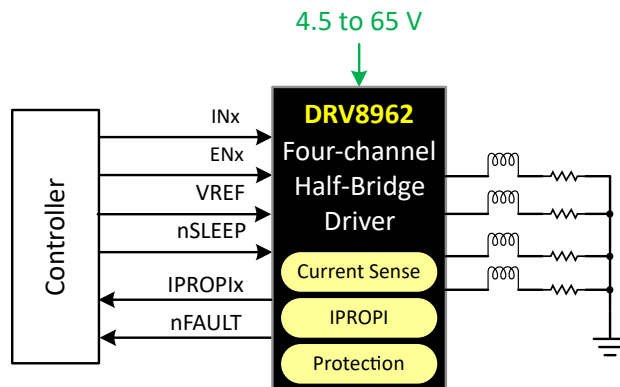 4.5 to 65 V
DRV8962
Four-channel
Half-Bridge
Driver
Current Sense
IPROPI
Protection
Controller
INx
ENx
VREF
nSLEEP
IPROPIx
nFAULT